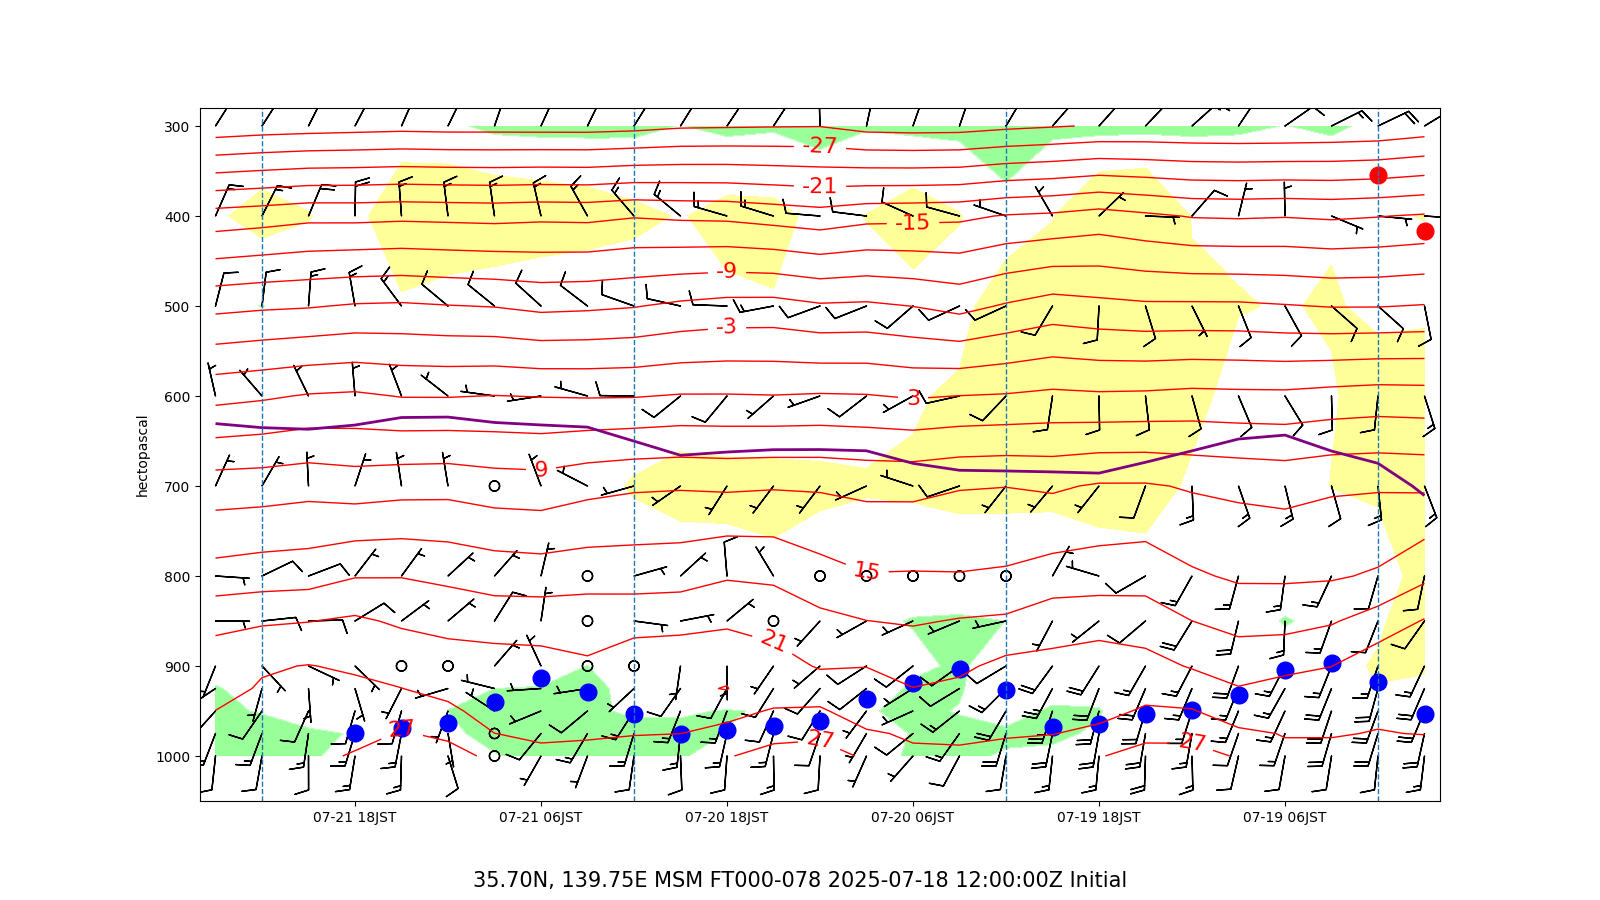 300
400
500
600
700
800
900
1000
hectopascal
-27
-21
-15
-9
-3
3
9
15
21
27
27
27
07-21 18JST
07-21 06JST
07-20 18JST
07-20 06JST
07-19 18JST
07-19 06JST
35.70N, 139.75E MSM FT000-078 2025-07-18 12:00:00Z Initial